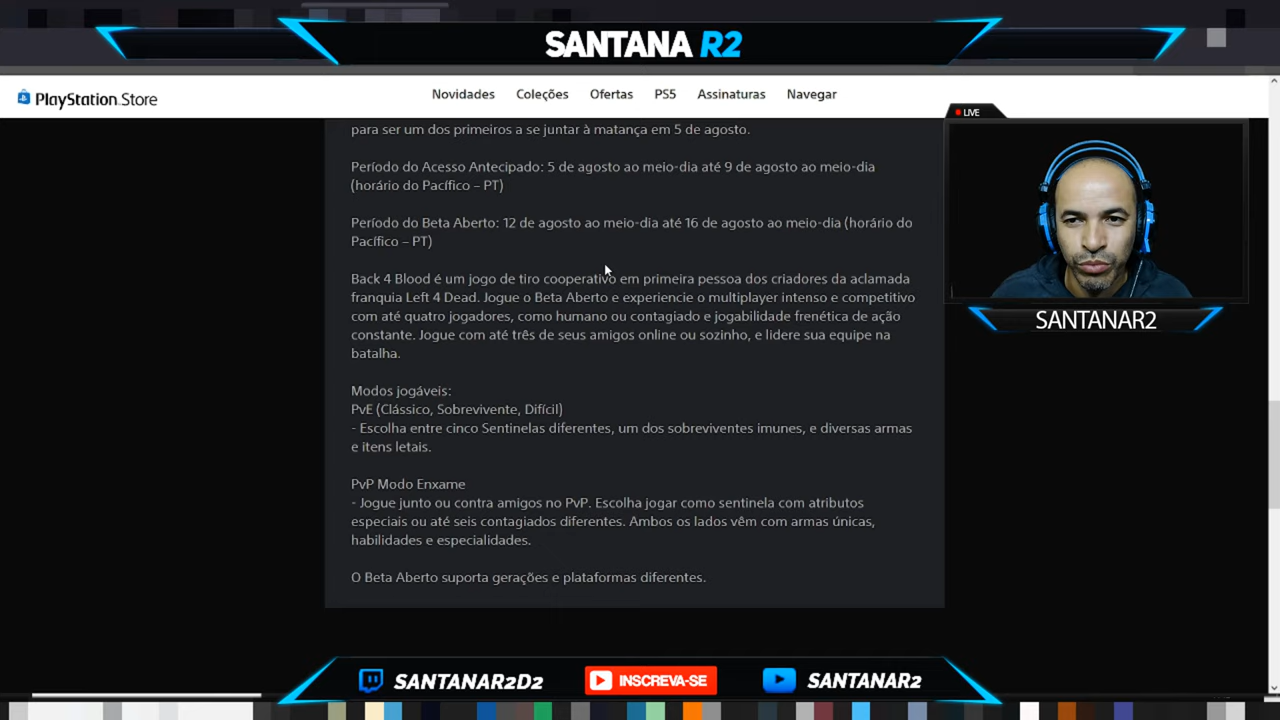 SANTANA R2
PlayStation.Store
Novidades Coleções Ofertas PS5 Assinaturas Navegar
LIVE
para ser um dos primeiros a se juntar à matança em 5 de agosto.
Período do Acesso Antecipado: 5 de agosto ao meio-dia até 9 de agosto ao meio-dia
(horário do Pacífico – PT)
Período do Beta Aberto: 12 de agosto ao meio-dia até 16 de agosto ao meio-dia (horário do
Pacífico – PT)
Back 4 Blood é um jogo de tiro cooperativo em primeira pessoa dos criadores da aclamada
franquia Left 4 Dead. Jogue o Beta Aberto e experiencie o multiplayer intenso e competitivo
com até quatro jogadores, como humano ou contagiado e jogabilidade frenética de ação
constante. Jogue com até três de seus amigos online ou sozinho, e lidere sua equipe na
batalha.
Modos jogáveis:
PvE (Clássico, Sobrevivente, Difícil)
- Escolha entre cinco Sentinelas diferentes, um dos sobreviventes imunes, e diversas armas
e itens letais.
PvP Modo Enxame
- Jogue junto ou contra amigos no PvP. Escolha jogar como sentinela com atributos
especiais ou até seis contagiados diferentes. Ambos os lados vêm com armas únicas,
habilidades e especialidades.
O Beta Aberto suporta gerações e plataformas diferentes.
SANTANAR2
SANTANAR2D2
INSCREVA-SE
SANTANAR2